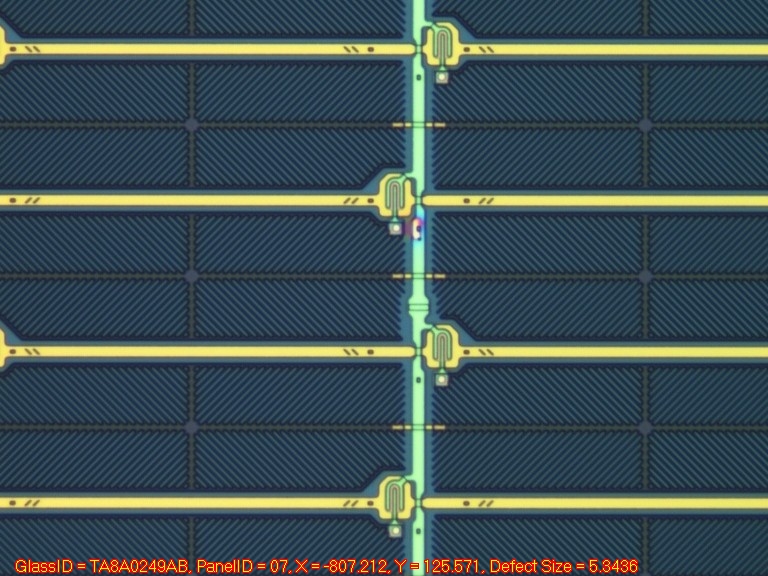 GlassID = TA8A0249AB, PanelID = 07, X = -807.212, Y = 125.571, Defect Size = 5.8436